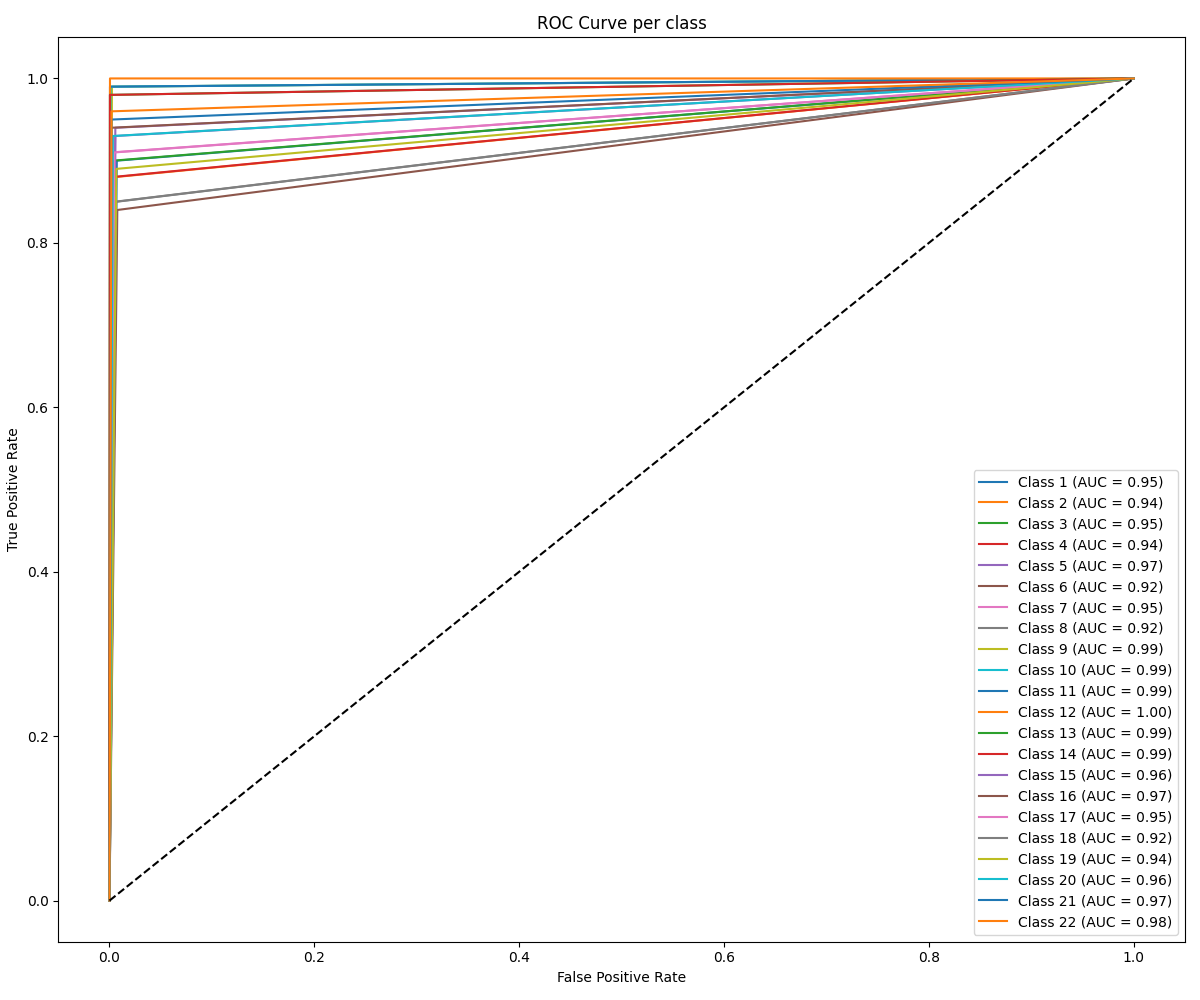 ROC Curve per class
True Positive Rate
1.0
0.8
0.6
0.4
0.2
0.0
Class 1 (AUC = 0.95)
Class 2 (AUC = 0.94)
Class 3 (AUC = 0.95)
Class 4 (AUC = 0.94)
Class 5 (AUC = 0.97)
Class 6 (AUC = 0.92)
Class 7 (AUC = 0.95)
Class 8 (AUC = 0.92)
Class 9 (AUC = 0.99)
Class 10 (AUC = 0.99)
Class 11 (AUC = 0.99)
Class 12 (AUC = 1.00)
Class 13 (AUC = 0.99)
Class 14 (AUC = 0.99)
Class 15 (AUC = 0.96)
Class 16 (AUC = 0.97)
Class 17 (AUC = 0.95)
Class 18 (AUC = 0.92)
Class 19 (AUC = 0.94)
Class 20 (AUC = 0.96)
Class 21 (AUC = 0.97)
Class 22 (AUC = 0.98)
0.0 0.2 0.4 0.6 0.8 1.0
False Positive Rate